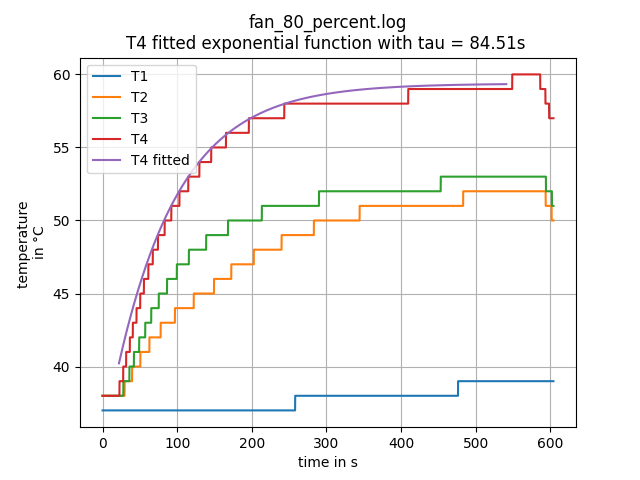 fan_80_percent.log
T4 fitted exponential function with tau = 84.51s
T1
T2
T3
T4
T4 fitted
60
55
50
45
40
temperature
in °C
0 100 200 300 400 500 600
time in s